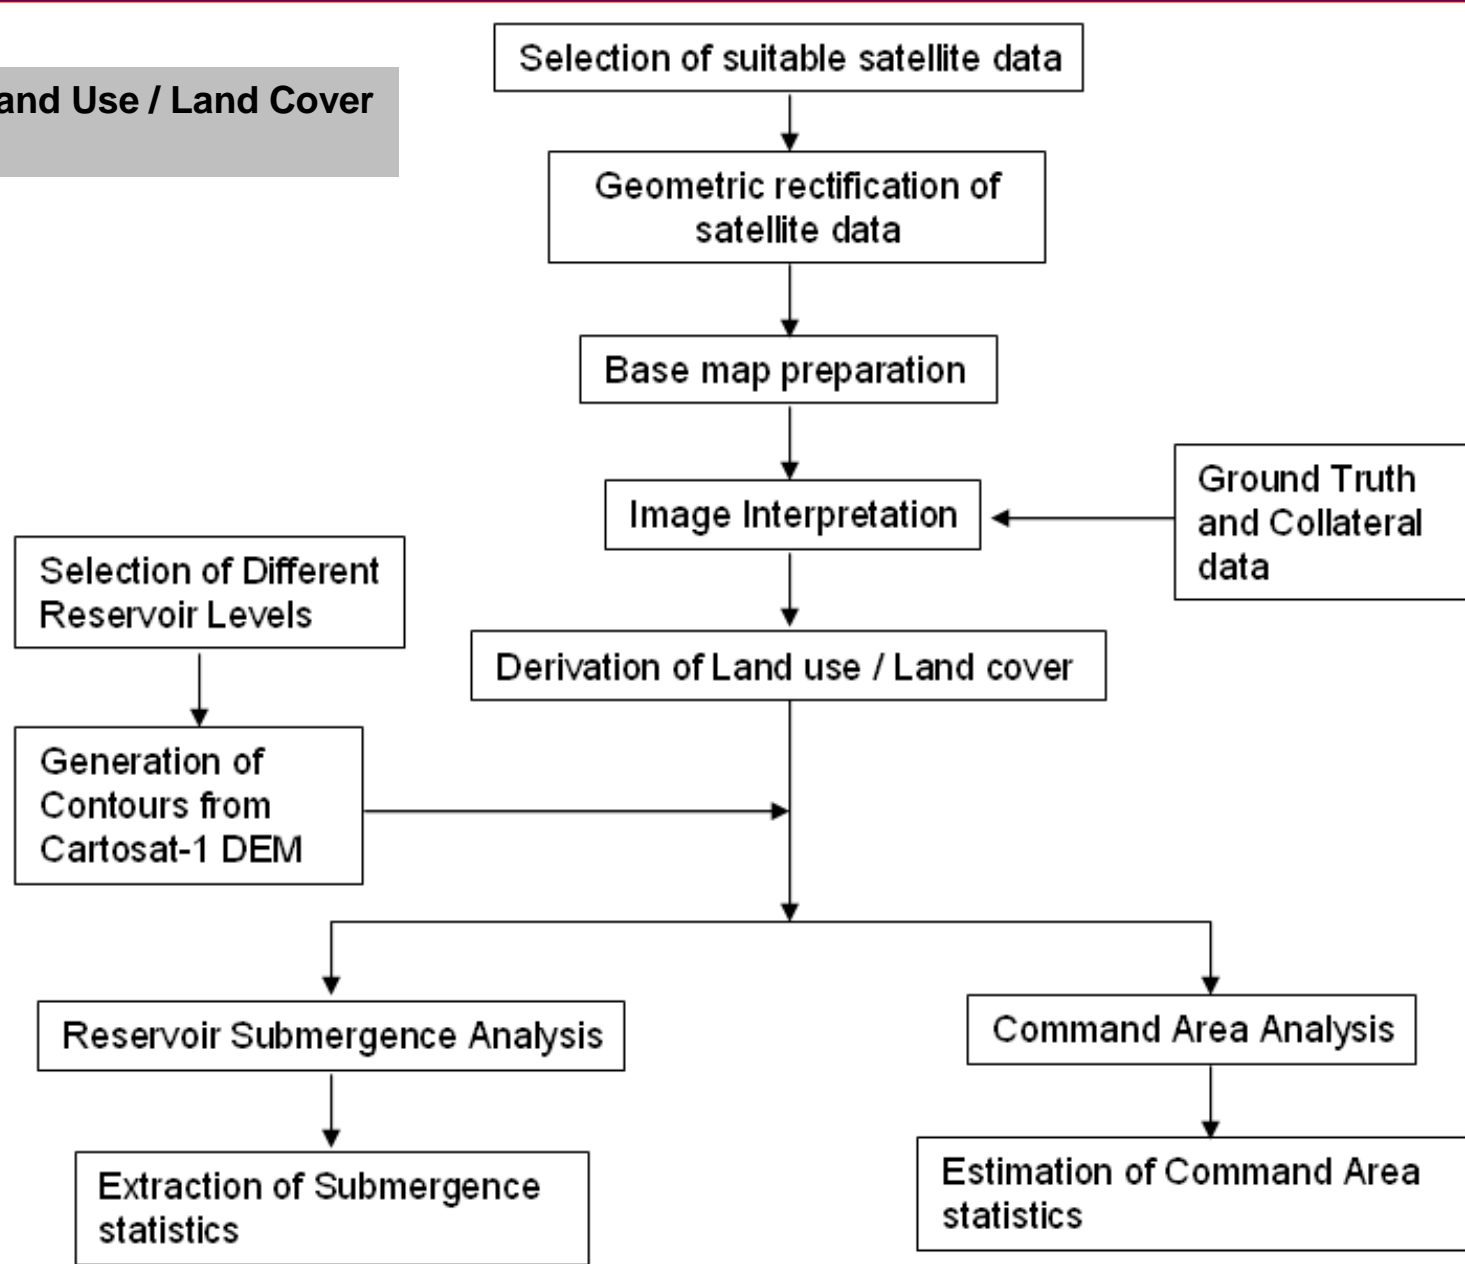 Selection of suitable satellite data
and Use / Land Cover
Geometric rectification of
satellite data
Base map preparation
Image Interpretation
Ground Truth
and Collateral
data
Selection of Different
Reservoir Levels
Derivation of Land use / Land cover
Generation of
Contours from
Cartosat-1 DEM
Reservoir Submergence Analysis
Command Area Analysis
Extraction of Submergence
statistics
Estimation of Command Area
statistics